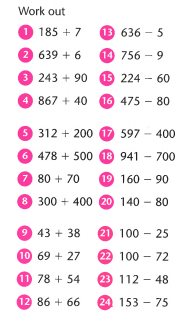 Work out
1 185 + 7
2 639 + 6
3 243 + 90
4 867 + 40
5 312 + 200
6 478 + 500
7 80 + 70
8 300 + 400
9 43 + 38
10 69 + 27
11 78 + 54
12 86 + 66
13 636 – 5
14 756 – 9
15 224 – 60
16 475 – 80
17 597 – 400
18 941 – 700
19 160 – 90
20 140 – 80
21 100 – 25
22 100 – 72
23 112 – 48
24 153 – 75